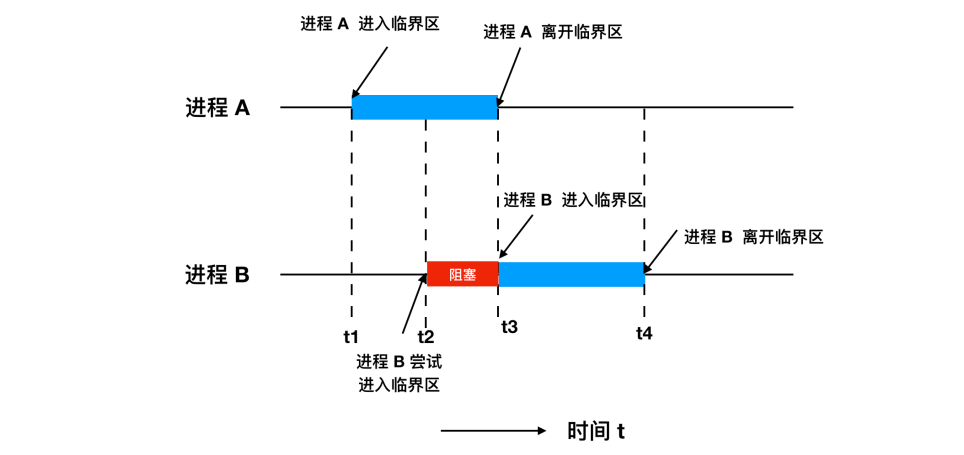 进程 A 进入临界区
进程 A 离开临界区
进程 A
进程 B 进入临界区
进程 B 离开临界区
进程 B
阻塞
t1
t2
t3
t4
进程 B 尝试
进入临界区
时间 t